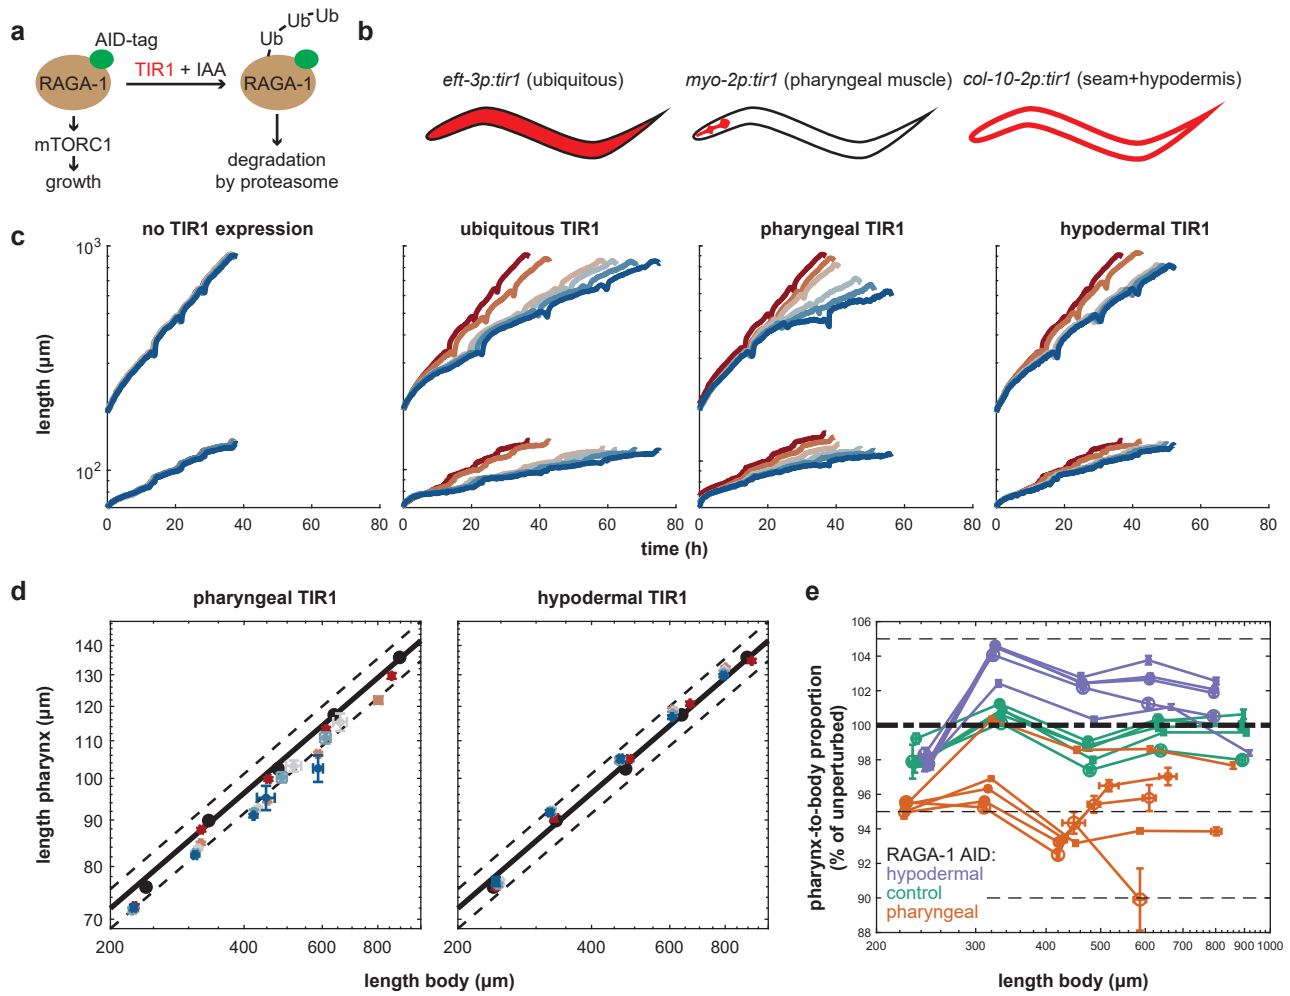 a
AID-tag
RAGA-1
TIR1 + IAA
Ub
Ub
Ub
RAGA-1
mTORC1
growth
degradation
by proteasome
b
eft-3p:tir1 (ubiquitous)
myo-2p:tir1 (pharyngeal muscle)
col-10-2p:tir1 (seam+hypodermis)
c
no TIR1 expression
ubiquitous TIR1
pharyngeal TIR1
hypodermal TIR1
length (µm)
10³
10²
0 20 40 60 80
0 20 40 60 80
0 20 40 60 80
0 20 40 60 80
time (h)
d
pharyngeal TIR1
hypodermal TIR1
length pharynx (µm)
140
130
120
110
100
90
80
70
200 400 600 800
200 400 600 800
length body (µm)
e
pharynx-to-body proportion
(% of unperturbed)
106
104
102
100
98
96
94
92
90
88
RAGA-1 AID:
hypodermal
control
pharyngeal
200 300 400 500 600 700 800 900 1000
length body (µm)